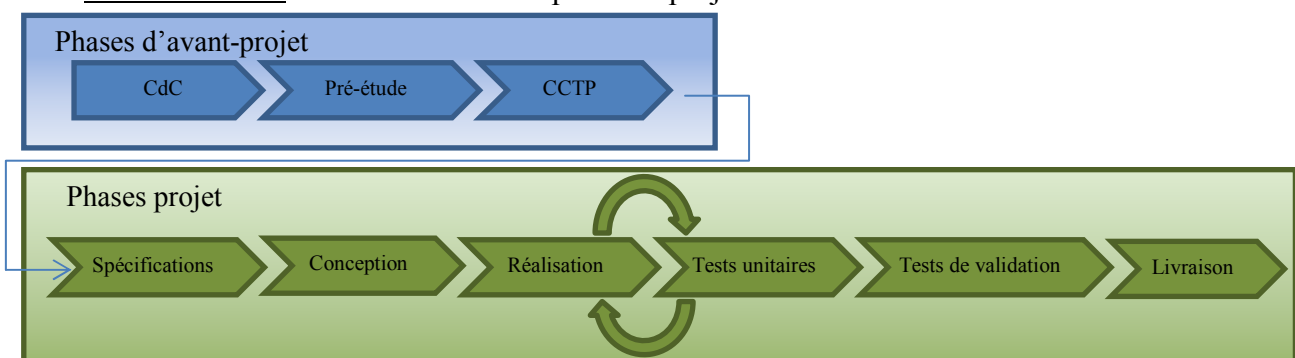 Phases d’avant-projet
CdC Pré-étude CCTP
Phases projet
Spécifications Conception Réalisation Tests unitaires Tests de validation Livraison